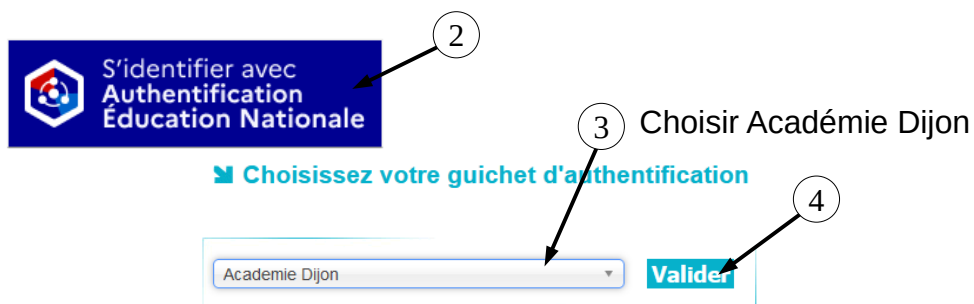 2
S'identifier avec
Authentification
Éducation Nationale
3 Choisir Académie Dijon
Choisissez votre guichet d'authentification
4
Academie Dijon
Valider